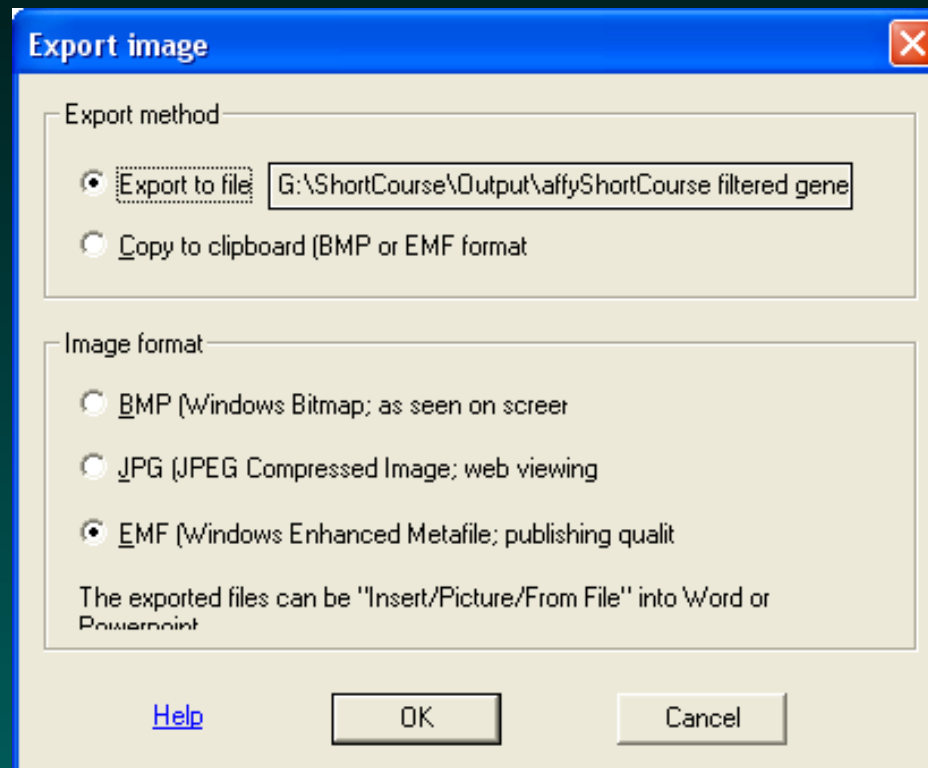 Export image
Export method
Export to file G:\ShortCourse\Output\affyShortCourse filtered gene
Copy to clipboard (BMP or EMF format
Image format
BMP (Windows Bitmap; as seen on screer
JPG (JPEG Compressed Image; web viewing
EMF (Windows Enhanced Metafile; publishing qualit
The exported files can be "Insert/Picture/From File" into Word or
Powerpoint
Help OK Cancel